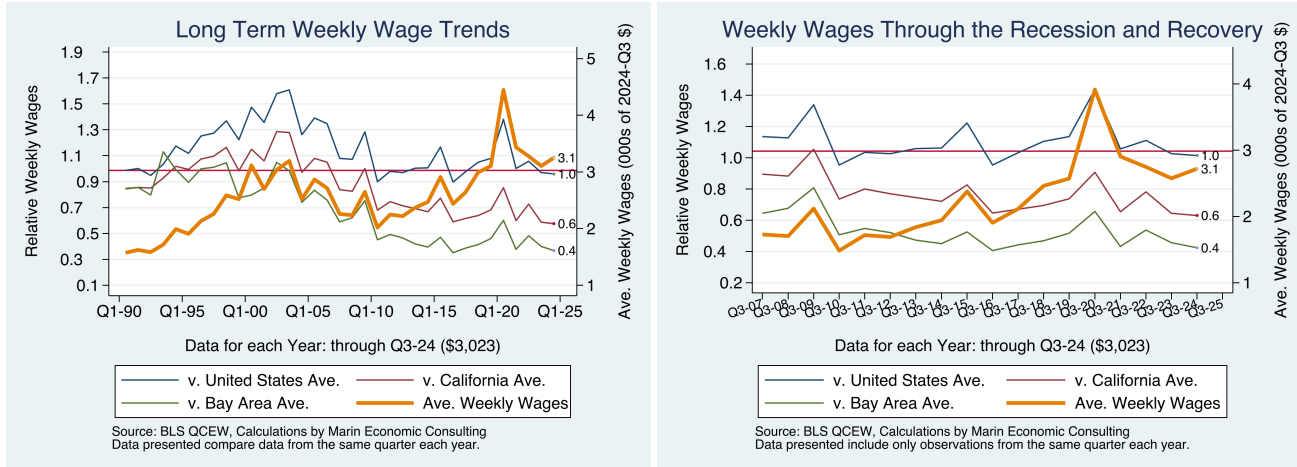 Long Term Weekly Wage Trends
Relative Weekly Wages
1.9
1.7
1.5
1.3
1.1
0.9
0.7
0.5
0.3
0.1
5
4
3
2
1
Ave. Weekly Wages (000s of 2024-Q3 $)
3.1
1.0
0.6
0.4
Q1-90 Q1-95 Q1-00 Q1-05 Q1-10 Q1-15 Q1-20 Q1-25
Data for each Year: through Q3-24 ($3,023)
v. United States Ave. v. California Ave.
v. Bay Area Ave. Ave. Weekly Wages
Source: BLS QCEW, Calculations by Marin Economic Consulting
Data presented compare data from the same quarter each year.
Weekly Wages Through the Recession and Recovery
Relative Weekly Wages
1.6
1.4
1.2
1.0
0.8
0.6
0.4
0.2
4
3
2
1
Ave. Weekly Wages (000s of 2024-Q3 $)
1.0
3.1
0.6
0.4
Q3-07 Q3-08 Q3-09 Q3-10 Q3-11 Q3-12 Q3-13 Q3-14 Q3-15 Q3-16 Q3-17 Q3-18 Q3-19 Q3-20 Q3-21 Q3-22 Q3-23 Q3-24 Q3-25
Data for each Year: through Q3-24 ($3,023)
v. United States Ave. v. California Ave.
v. Bay Area Ave. Ave. Weekly Wages
Source: BLS QCEW, Calculations by Marin Economic Consulting
Data presented include only observations from the same quarter each year.